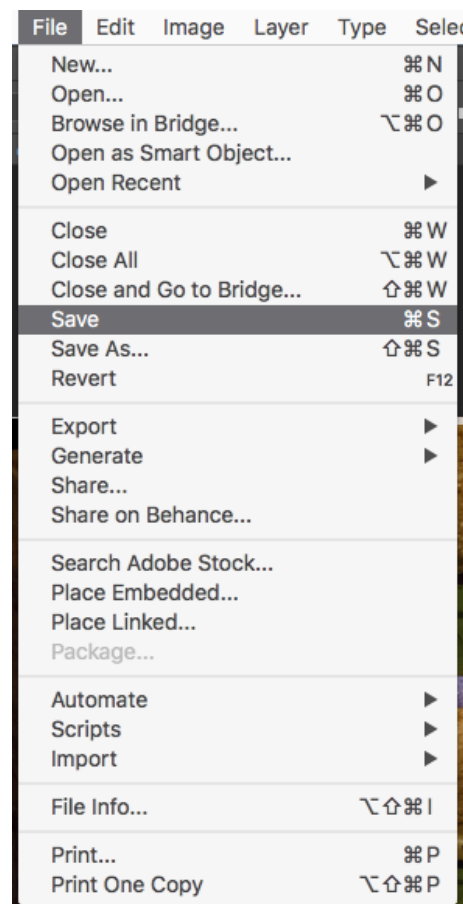 File Edit Image Layer Type Selec
New... ⌘N
Open... ⌘O
Browse in Bridge... ⌥⌘O
Open as Smart Object...
Open Recent ▶
Close ⌘W
Close All ⌥⌘W
Close and Go to Bridge... ⇧⌘W
Save ⌘S
Save As... ⇧⌘S
Revert F12
Export ▶
Generate ▶
Share...
Share on Behance...
Search Adobe Stock...
Place Embedded...
Place Linked...
Package...
Automate ▶
Scripts ▶
Import ▶
File Info... ⌥⇧⌘I
Print... ⌘P
Print One Copy ⌥⇧⌘P